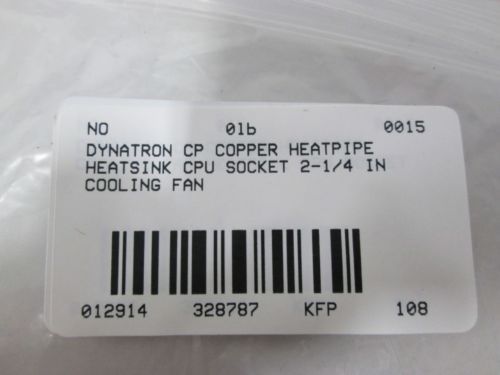 NO 01b 0015
DYNATRON CP COPPER HEATPIPE
HEATSINK CPU SOCKET 2-1/4 IN
COOLING FAN
012914 328787 KFP 108